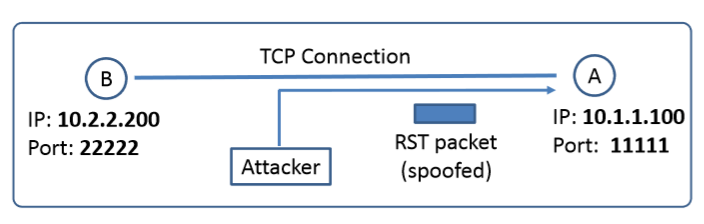 TCP Connection
B
A
IP: 10.2.2.200
Port: 22222
IP: 10.1.1.100
Port: 11111
Attacker
RST packet
(spoofed)